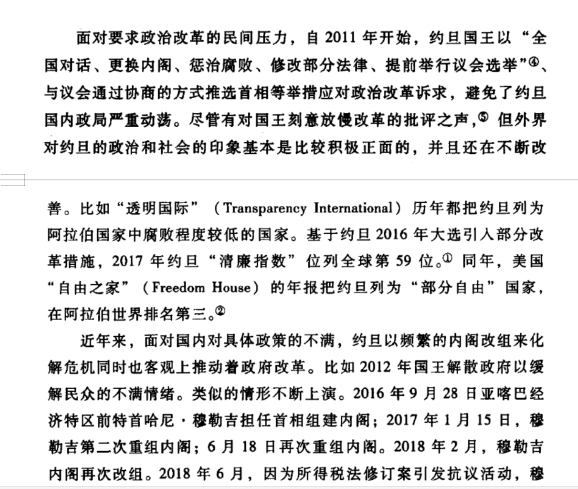 面对要求政治改革的民间压力，自 2011 年开始，约旦国王以“全
国对话、更换内阁、惩治腐败、修改部分法律、提前举行议会选举”④、
与议会通过协商的方式推选首相等举措应对政治改革诉求，避免了约旦
国内政局严重动荡。尽管有对国王刻意放慢改革的批评之声，⑤ 但外界
对约旦的政治和社会的印象基本是比较积极正面的，并且还在不断改
善。比如“透明国际”（Transparency International）历年都把约旦列为
阿拉伯国家中腐败程度较低的国家。基于约旦 2016 年大选引入部分改
革措施，2017 年约旦“清廉指数”位列全球第 59 位。① 同年，美国
“自由之家”（Freedom House）的年报把约旦列为“部分自由”国家，
在阿拉伯世界排名第三。②
近年来，面对国内对具体政策的不满，约旦以频繁的内阁改组来化
解危机同时也客观上推动着政府改革。比如 2012 年国王解散政府以缓
解民众的不满情绪。类似的情形不断上演。2016 年 9 月 28 日亚喀巴经
济特区前特首哈尼·穆勒吉担任首相组建内阁；2017 年 1 月 15 日，穆
勒吉第二次重组内阁；6 月 18 日再次重组内阁。2018 年 2 月，穆勒吉
内阁再次改组。2018 年 6 月，因为所得税法修订案引发抗议活动，穆